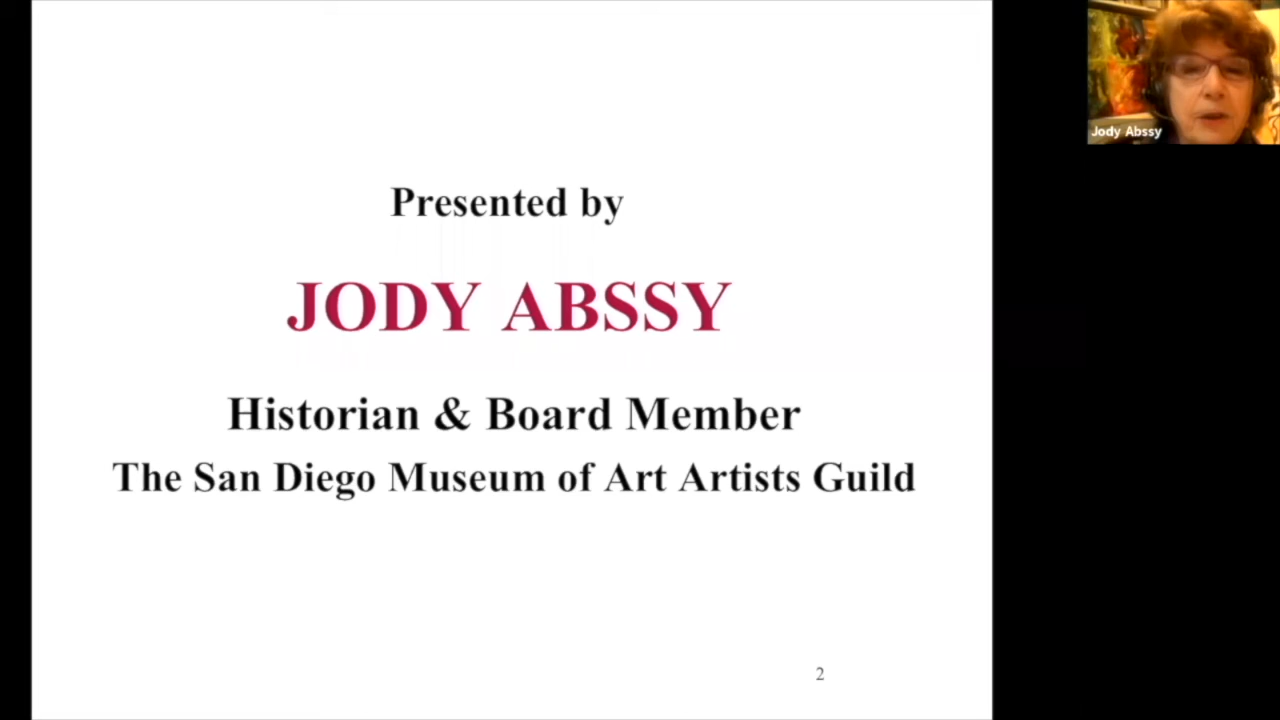 Presented by
JODY ABSSY
Historian & Board Member
The San Diego Museum of Art Artists Guild
2
Jody Abssy